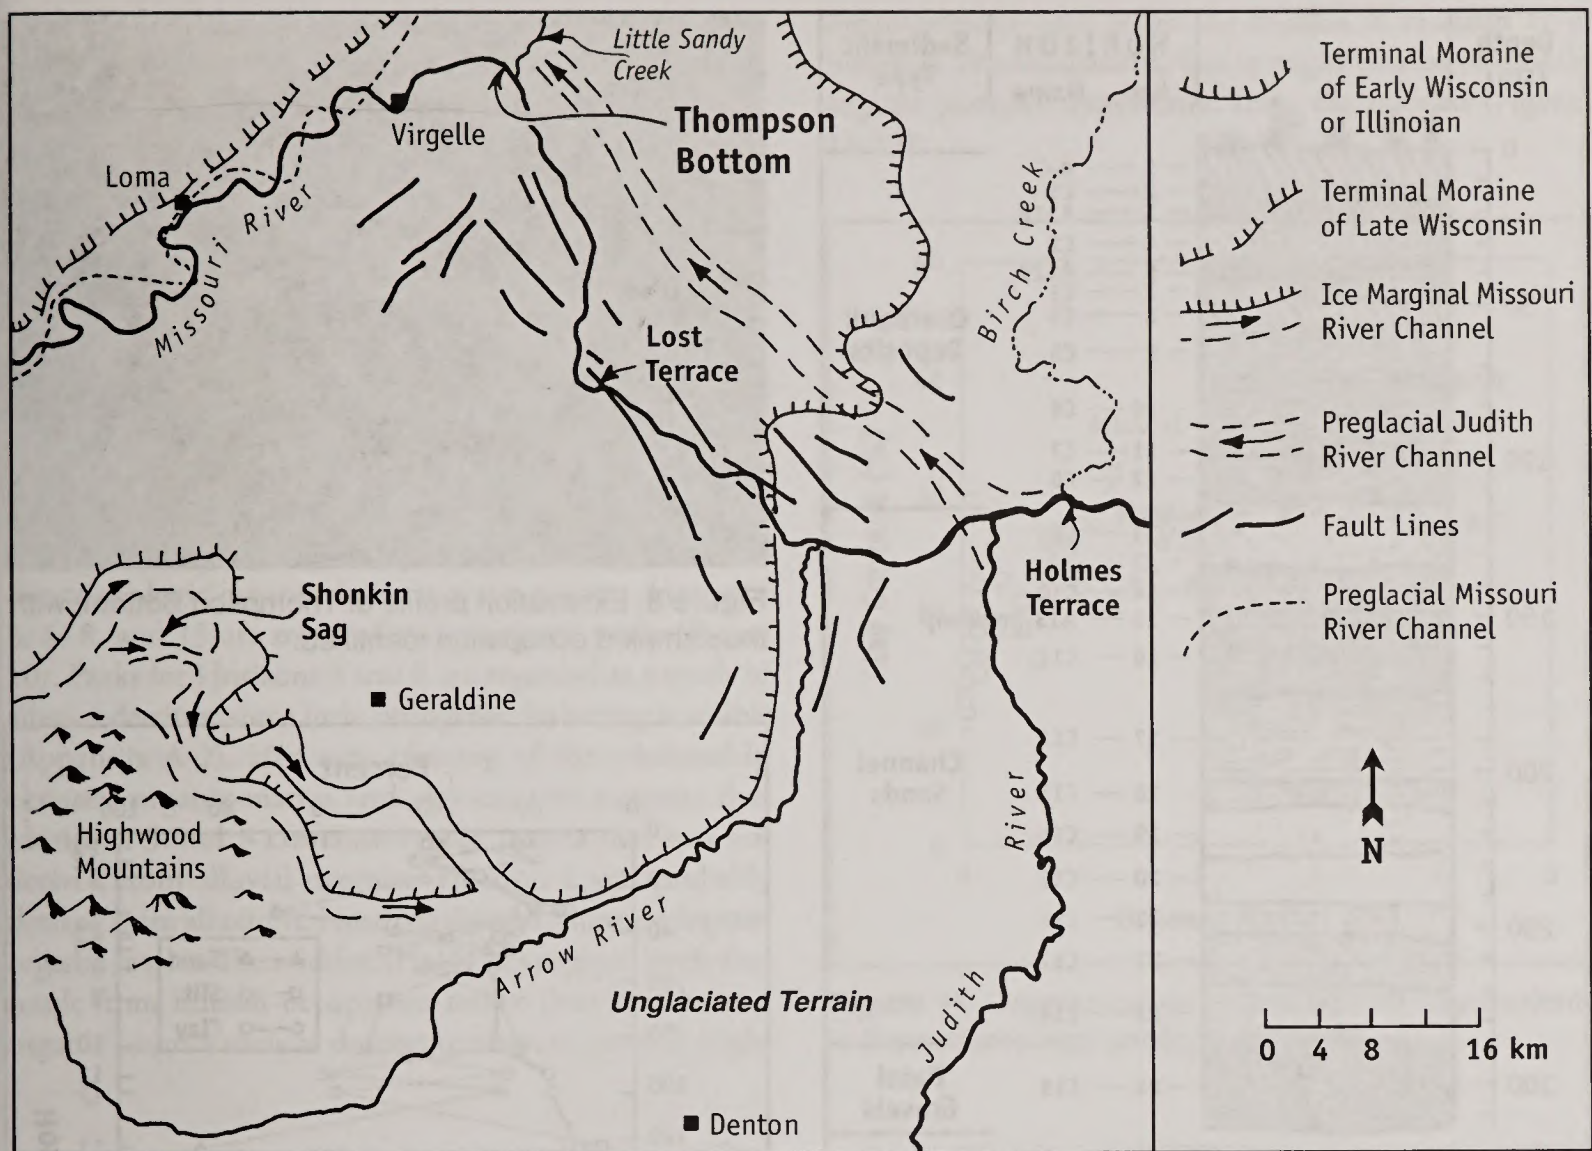 Little Sandy
Creek
Thompson
Bottom
Virgelle
Loma
Missouri River
Birch Creek
Lost
Terrace
Holmes
Terrace
Shonkin
Sag
Geraldine
Highwood
Mountains
Arrow River
Unglaciated Terrain
Judith River
Denton
Terminal Moraine
of Early Wisconsin
or Illinoian
Terminal Moraine
of Late Wisconsin
Ice Marginal Missouri
River Channel
Preglacial Judith
River Channel
Fault Lines
Preglacial Missouri
River Channel
N
0 4 8 16 km